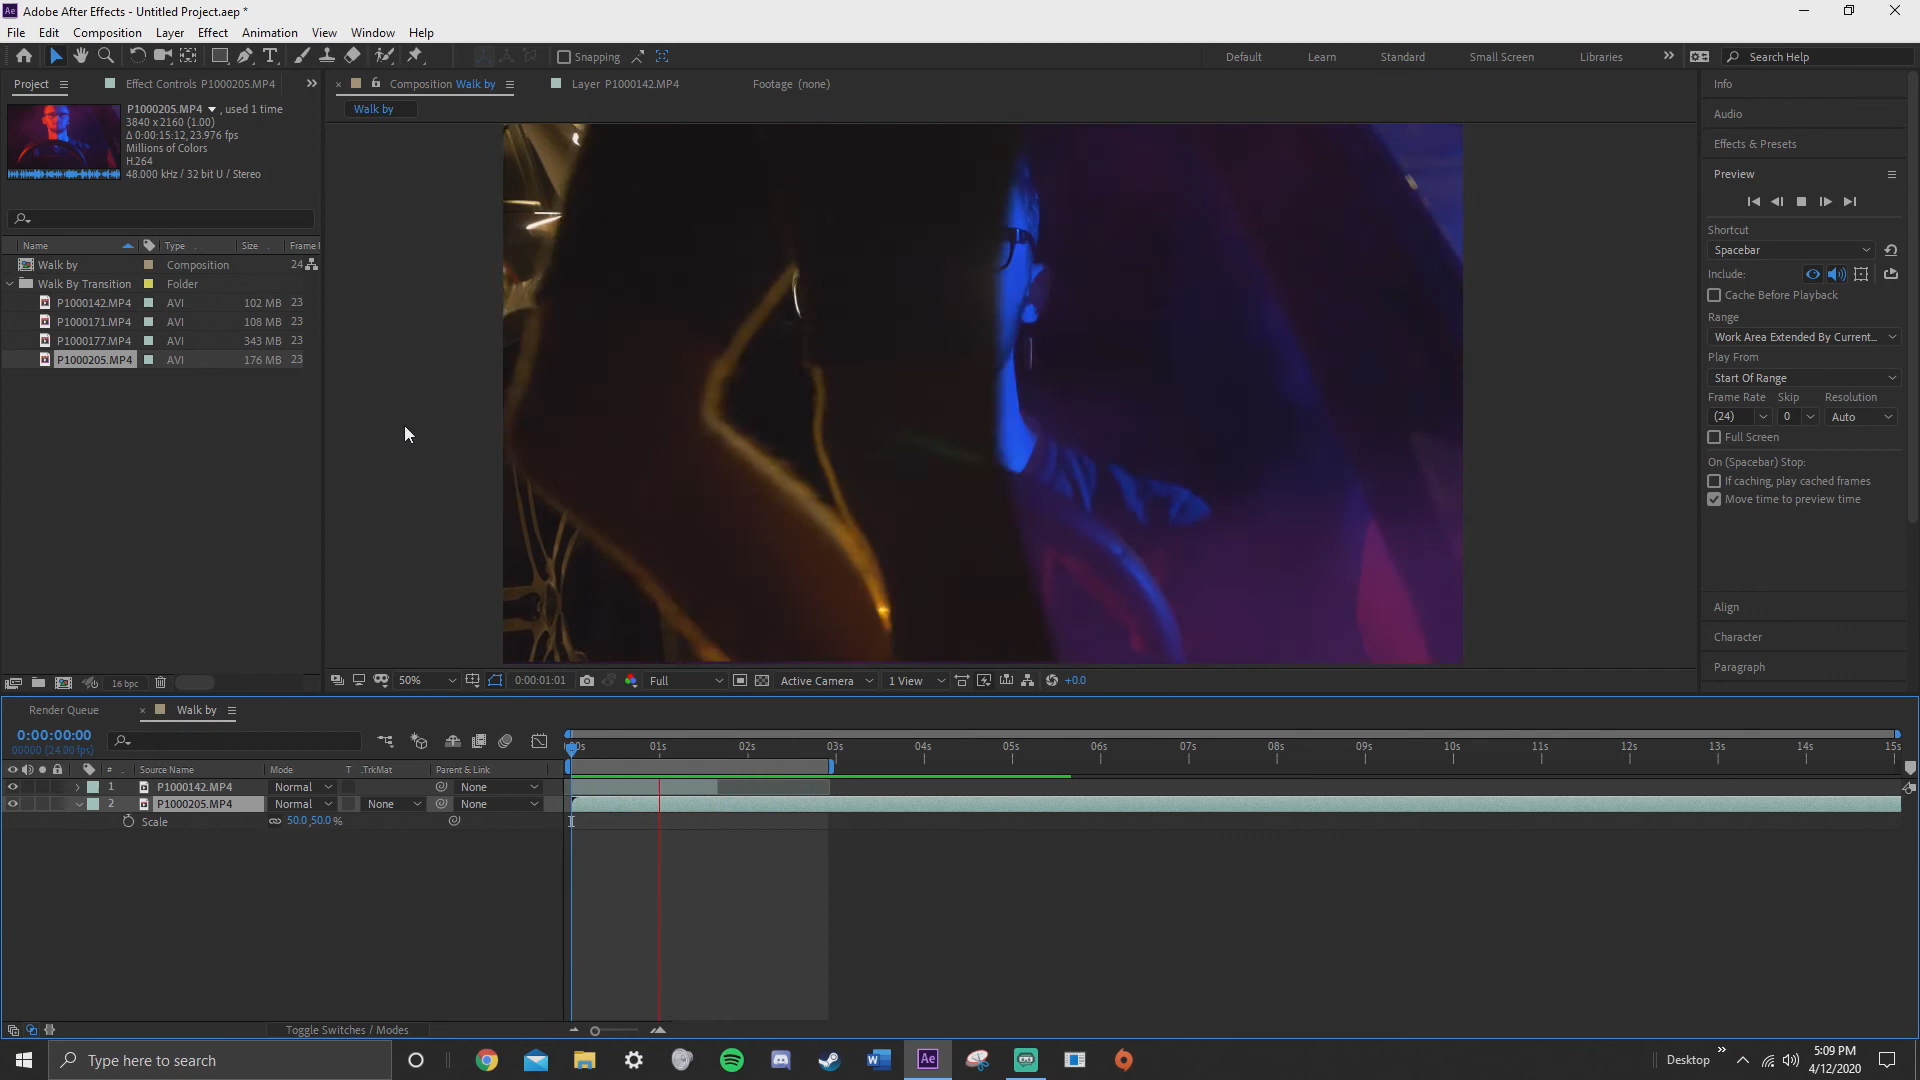 Adobe After Effects - Untitled Project.aep *
File Edit Composition Layer Effect Animation View Window Help
Snapping
Default Learn Standard Small Screen Libraries Search Help
Project Effect Controls P1000205.MP4
Composition Walk by Layer P1000142.MP4 Footage (none)
Walk by
P1000205.MP4 , used 1 time
3840 x 2160 (1.00)
Δ 0:00:15:12, 23.976 fps
Millions of Colors
H.264
48.000 kHz / 32 bit U / Stereo
Name Type Size Frame
Walk by Composition 24
Walk By Transition Folder
P1000142.MP4 AVI 102 MB 23
P1000171.MP4 AVI 108 MB 23
P1000177.MP4 AVI 343 MB 23
P1000205.MP4 AVI 176 MB 23
16 bpc
50% 0:00:01:01 Full Active Camera 1 View +0.0
Info
Audio
Effects & Presets
Preview
Shortcut
Spacebar
Include:
Cache Before Playback
Range
Work Area Extended By Current...
Play From
Start Of Range
Frame Rate Skip Resolution
(24) 0 Auto
Full Screen
On (Spacebar) Stop:
If caching, play cached frames
Move time to preview time
Align
Character
Paragraph
Render Queue Walk by
0:00:00:00
00000 (24.00 fps)
00s 01s 02s 03s 04s 05s 06s 07s 08s 09s 10s 11s 12s 13s 14s 15s
# Source Name Mode T .TrkMat Parent & Link
1 P1000142.MP4 Normal None
2 P1000205.MP4 Normal None None
Scale 50.0,50.0 %
Toggle Switches / Modes
Type here to search
Desktop
5:09 PM
4/12/2020